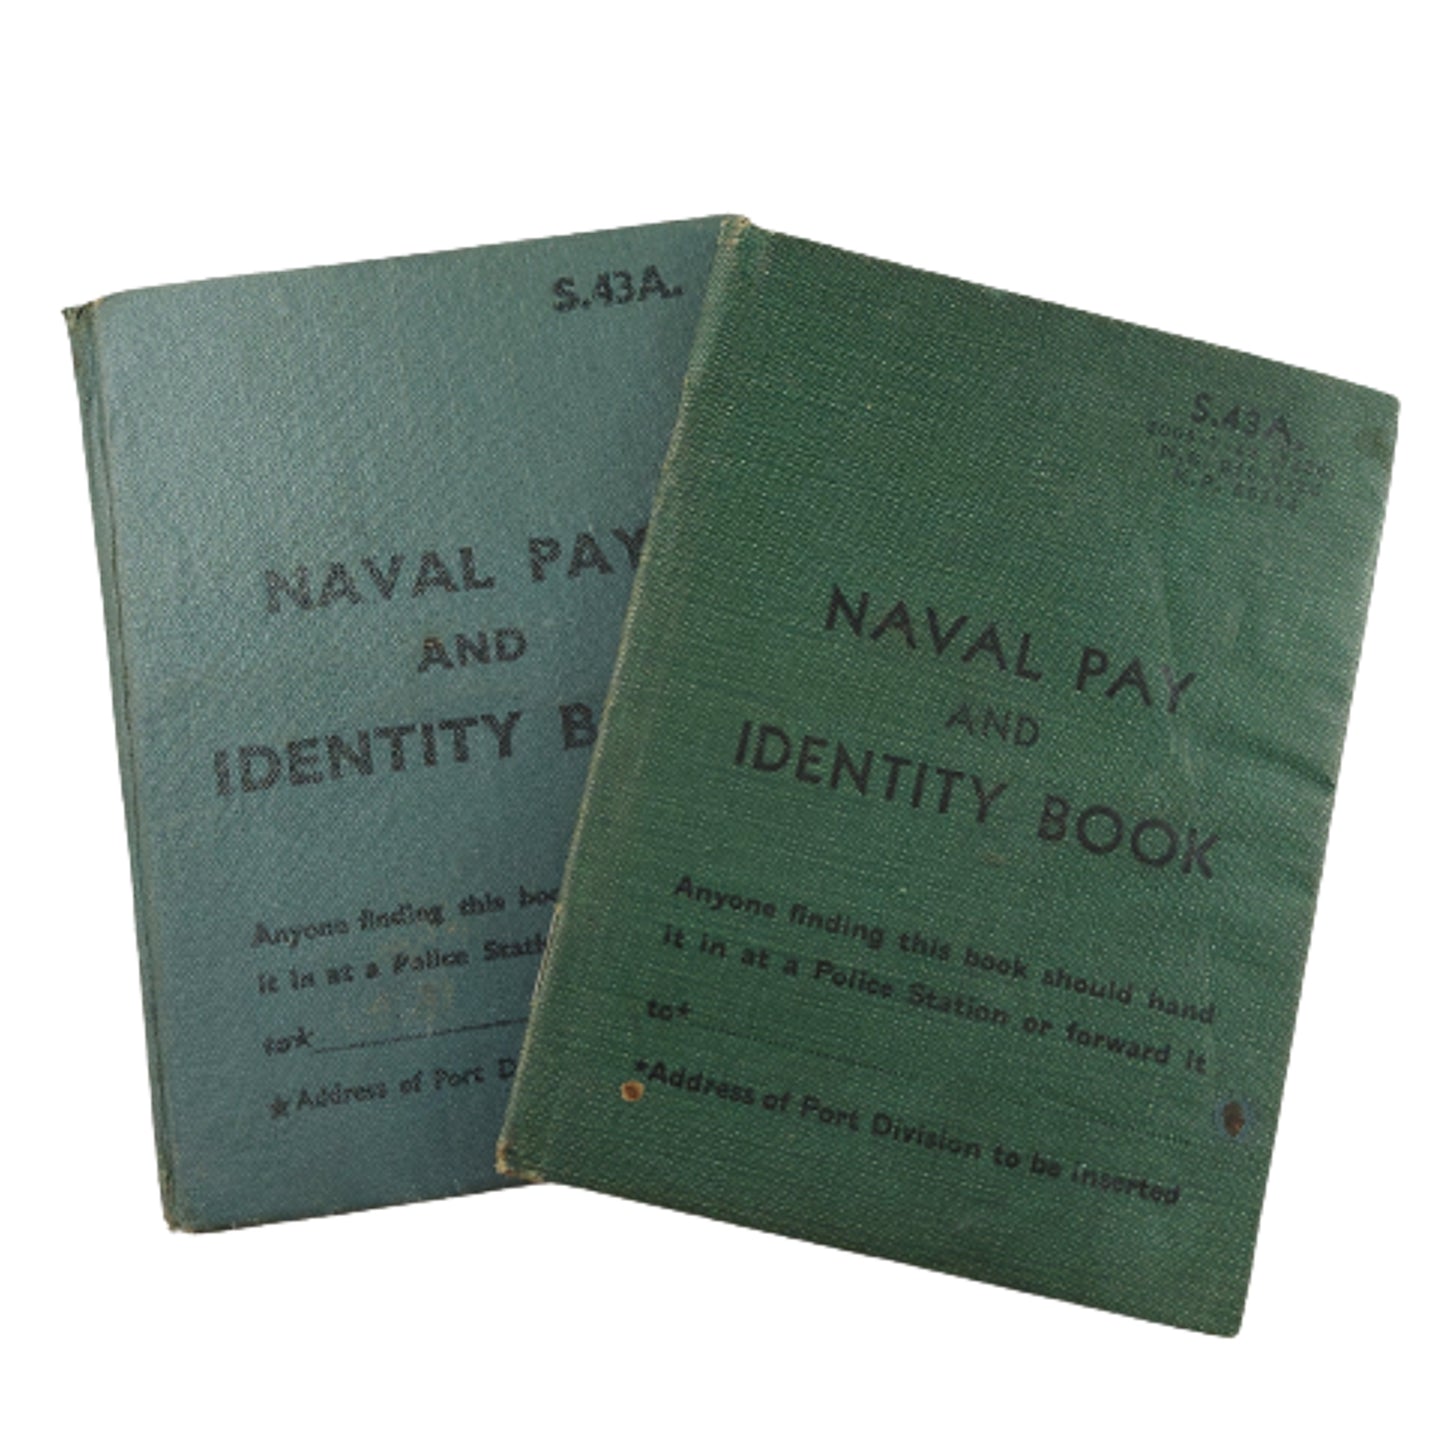 S.43A.
NAVAL PAY
AND
IDENTITY B
Anyone finding this boo
it in at a Police Stati
to*
*Address of Port D
S.43A.
NAVAL PAY
AND
IDENTITY BOOK
Anyone finding this book should hand
it in at a Police Station or forward it
to*
*Address of Port Division to be inserted